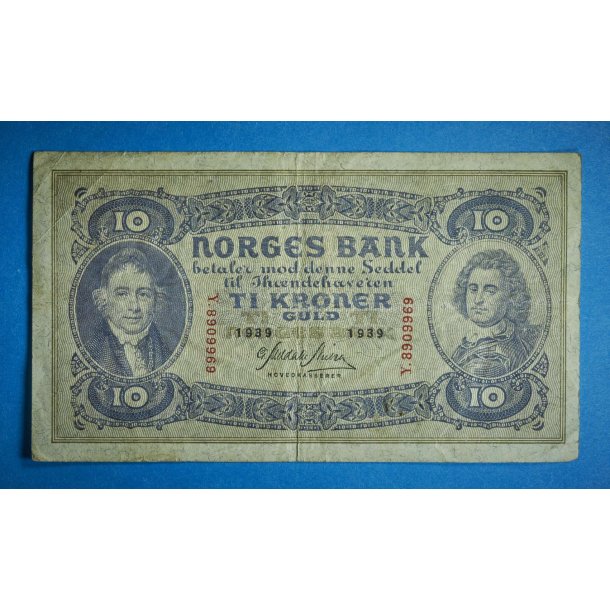 10 10
NORGES BANK
betaler mod denne Seddel
til Ihændehaveren
TI KRONER
GULD
1939 1939
HOVEDKASSERER
Y.8909969
Y.8909969
10 10